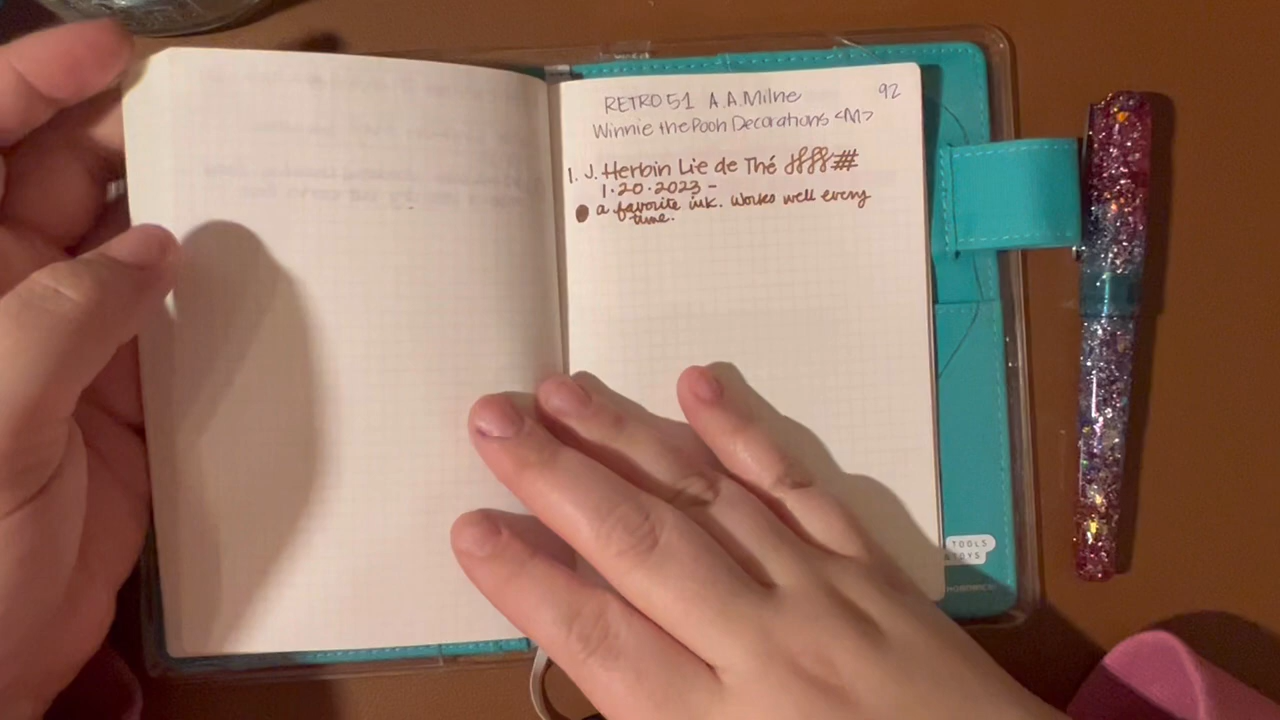 RETRO 51 A.A.Milne
92
Winnie the Pooh Decorations <M>
1. J. Herbin Lie de Thé
1.20.2023 -
a favorite ink. Works well every
time.
TOOLS
TOYS